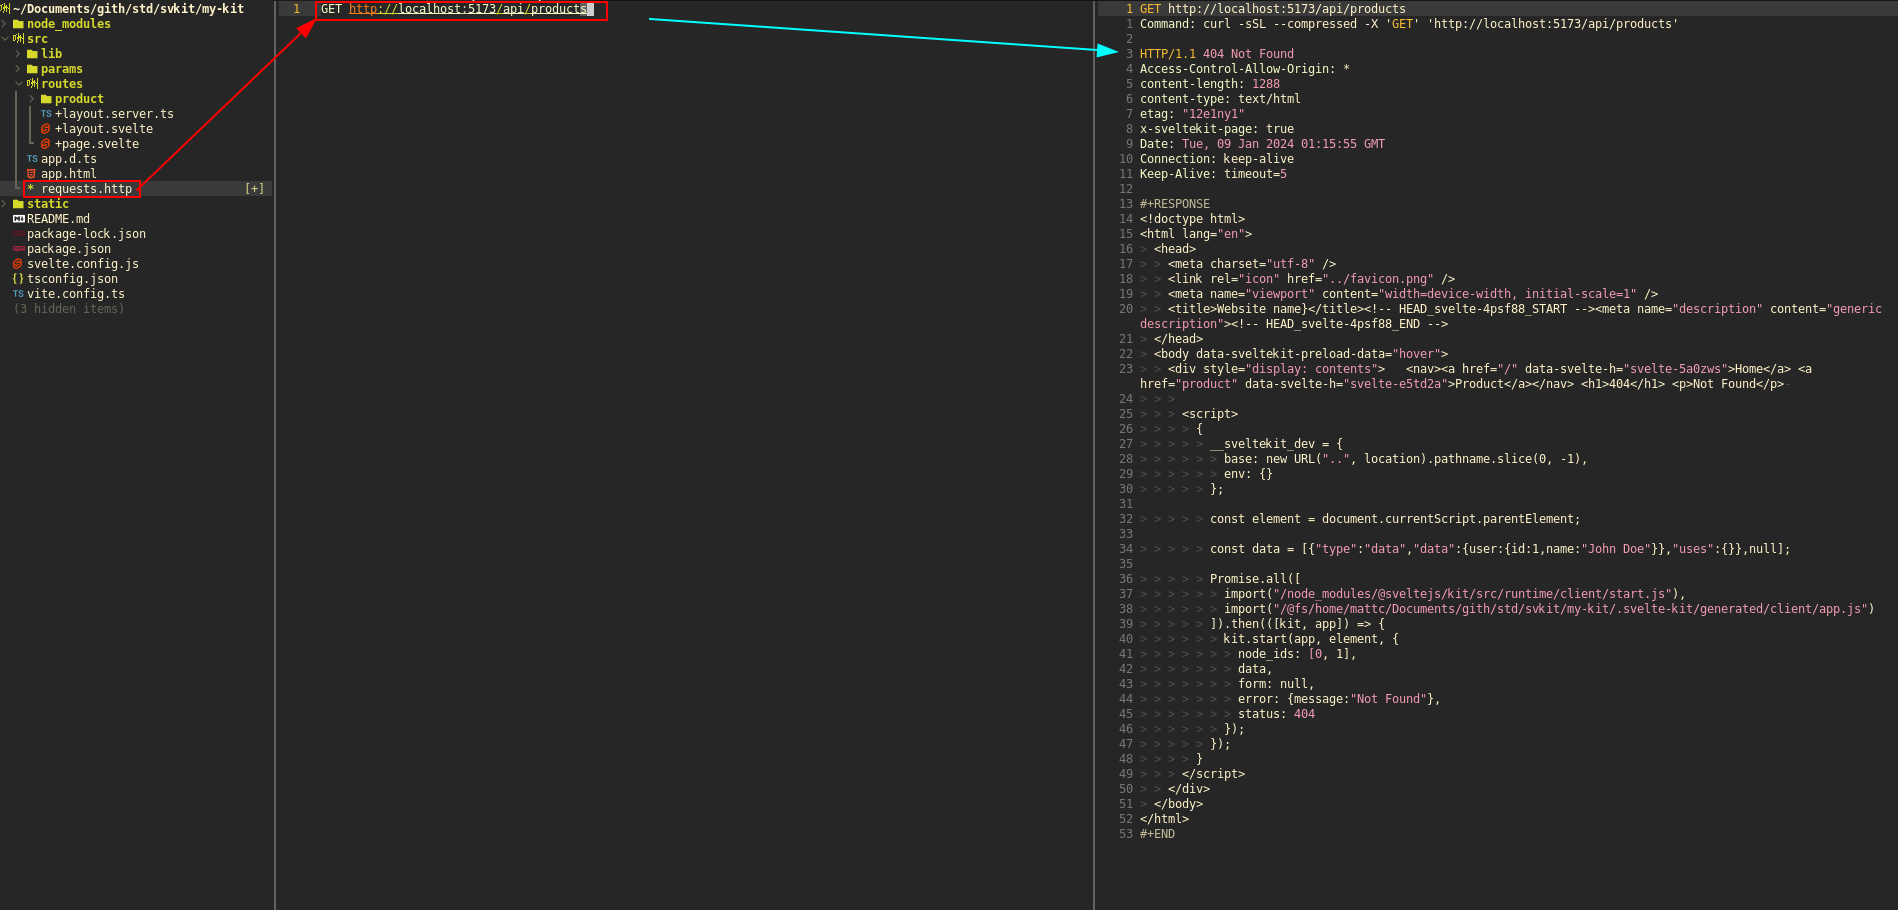 ~/Documents/gith/std/svkit/my-kit
node_modules
src
lib
params
routes
product
TS +layout.server.ts
+layout.svelte
+page.svelte
TS app.d.ts
app.html
* requests.http [+]
static
README.md
package-lock.json
package.json
svelte.config.js
{} tsconfig.json
TS vite.config.ts
(3 hidden items)
1 GET http://localhost:5173/api/products
1 GET http://localhost:5173/api/products
1 Command: curl -sSL --compressed -X 'GET' 'http://localhost:5173/api/products'
2
3 HTTP/1.1 404 Not Found
4 Access-Control-Allow-Origin: *
5 content-length: 1288
6 content-type: text/html
7 etag: "12e1ny1"
8 x-sveltekit-page: true
9 Date: Tue, 09 Jan 2024 01:15:55 GMT
10 Connection: keep-alive
11 Keep-Alive: timeout=5
12
13 #+RESPONSE
14 <!doctype html>
15 <html lang="en">
16 > <head>
17 > > <meta charset="utf-8" />
18 > > <link rel="icon" href="../favicon.png" />
19 > > <meta name="viewport" content="width=device-width, initial-scale=1" />
20 > > <title>Website name}</title><!-- HEAD_svelte-4psf88_START --><meta name="description" content="generic
description"><!-- HEAD_svelte-4psf88_END -->
21 > </head>
22 > <body data-sveltekit-preload-data="hover">
23 > > <div style="display: contents">   <nav><a href="/" data-svelte-h="svelte-5a0zws">Home</a> <a
href="product" data-svelte-h="svelte-e5td2a">Product</a></nav> <h1>404</h1> <p>Not Found</p>-
24 > > >
25 > > > <script>
26 > > > > {
27 > > > > > __sveltekit_dev = {
28 > > > > > > base: new URL("..", location).pathname.slice(0, -1),
29 > > > > > > env: {}
30 > > > > > };
31
32 > > > > > const element = document.currentScript.parentElement;
33
34 > > > > > const data = [{"type":"data","data":{user:{id:1,name:"John Doe"}},"uses":{}},null];
35
36 > > > > > Promise.all([
37 > > > > > > import("/node_modules/@sveltejs/kit/src/runtime/client/start.js"),
38 > > > > > > import("/@fs/home/mattc/Documents/gith/std/svkit/my-kit/.svelte-kit/generated/client/app.js")
39 > > > > > ]).then(([kit, app]) => {
40 > > > > > > kit.start(app, element, {
41 > > > > > > > node_ids: [0, 1],
42 > > > > > > > data,
43 > > > > > > > form: null,
44 > > > > > > > error: {message:"Not Found"},
45 > > > > > > > status: 404
46 > > > > > > });
47 > > > > > });
48 > > > > }
49 > > > </script>
50 > > </div>
51 > </body>
52 </html>
53 #+END